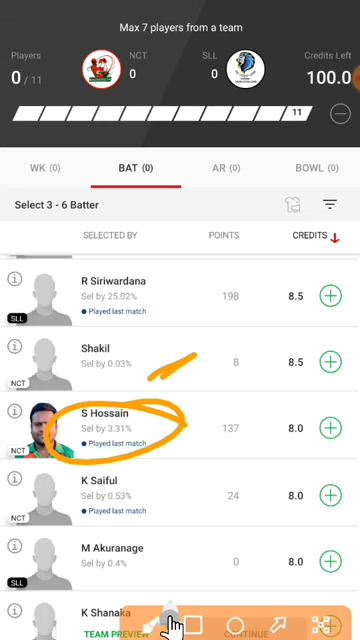 Max 7 players from a team
Players NCT SLL Credits Left
0 / 11 0 0 100.0
11
WK (0) BAT (0) AR (0) BOWL (0)
Select 3 - 6 Batter
SELECTED BY POINTS CREDITS
R Siriwardana
Sel by 25.02% 198 8.5
Played last match
SLL
Shakil
Sel by 0.03% 8 8.5
NCT
S Hossain
Sel by 3.31% 137 8.0
Played last match
NCT
K Saiful
Sel by 0.53% 24 8.0
Played last match
NCT
M Akuranage
Sel by 0.4% 0 8.0
SLL
K Shanaka
TEAM PREVIEW CONTINUE